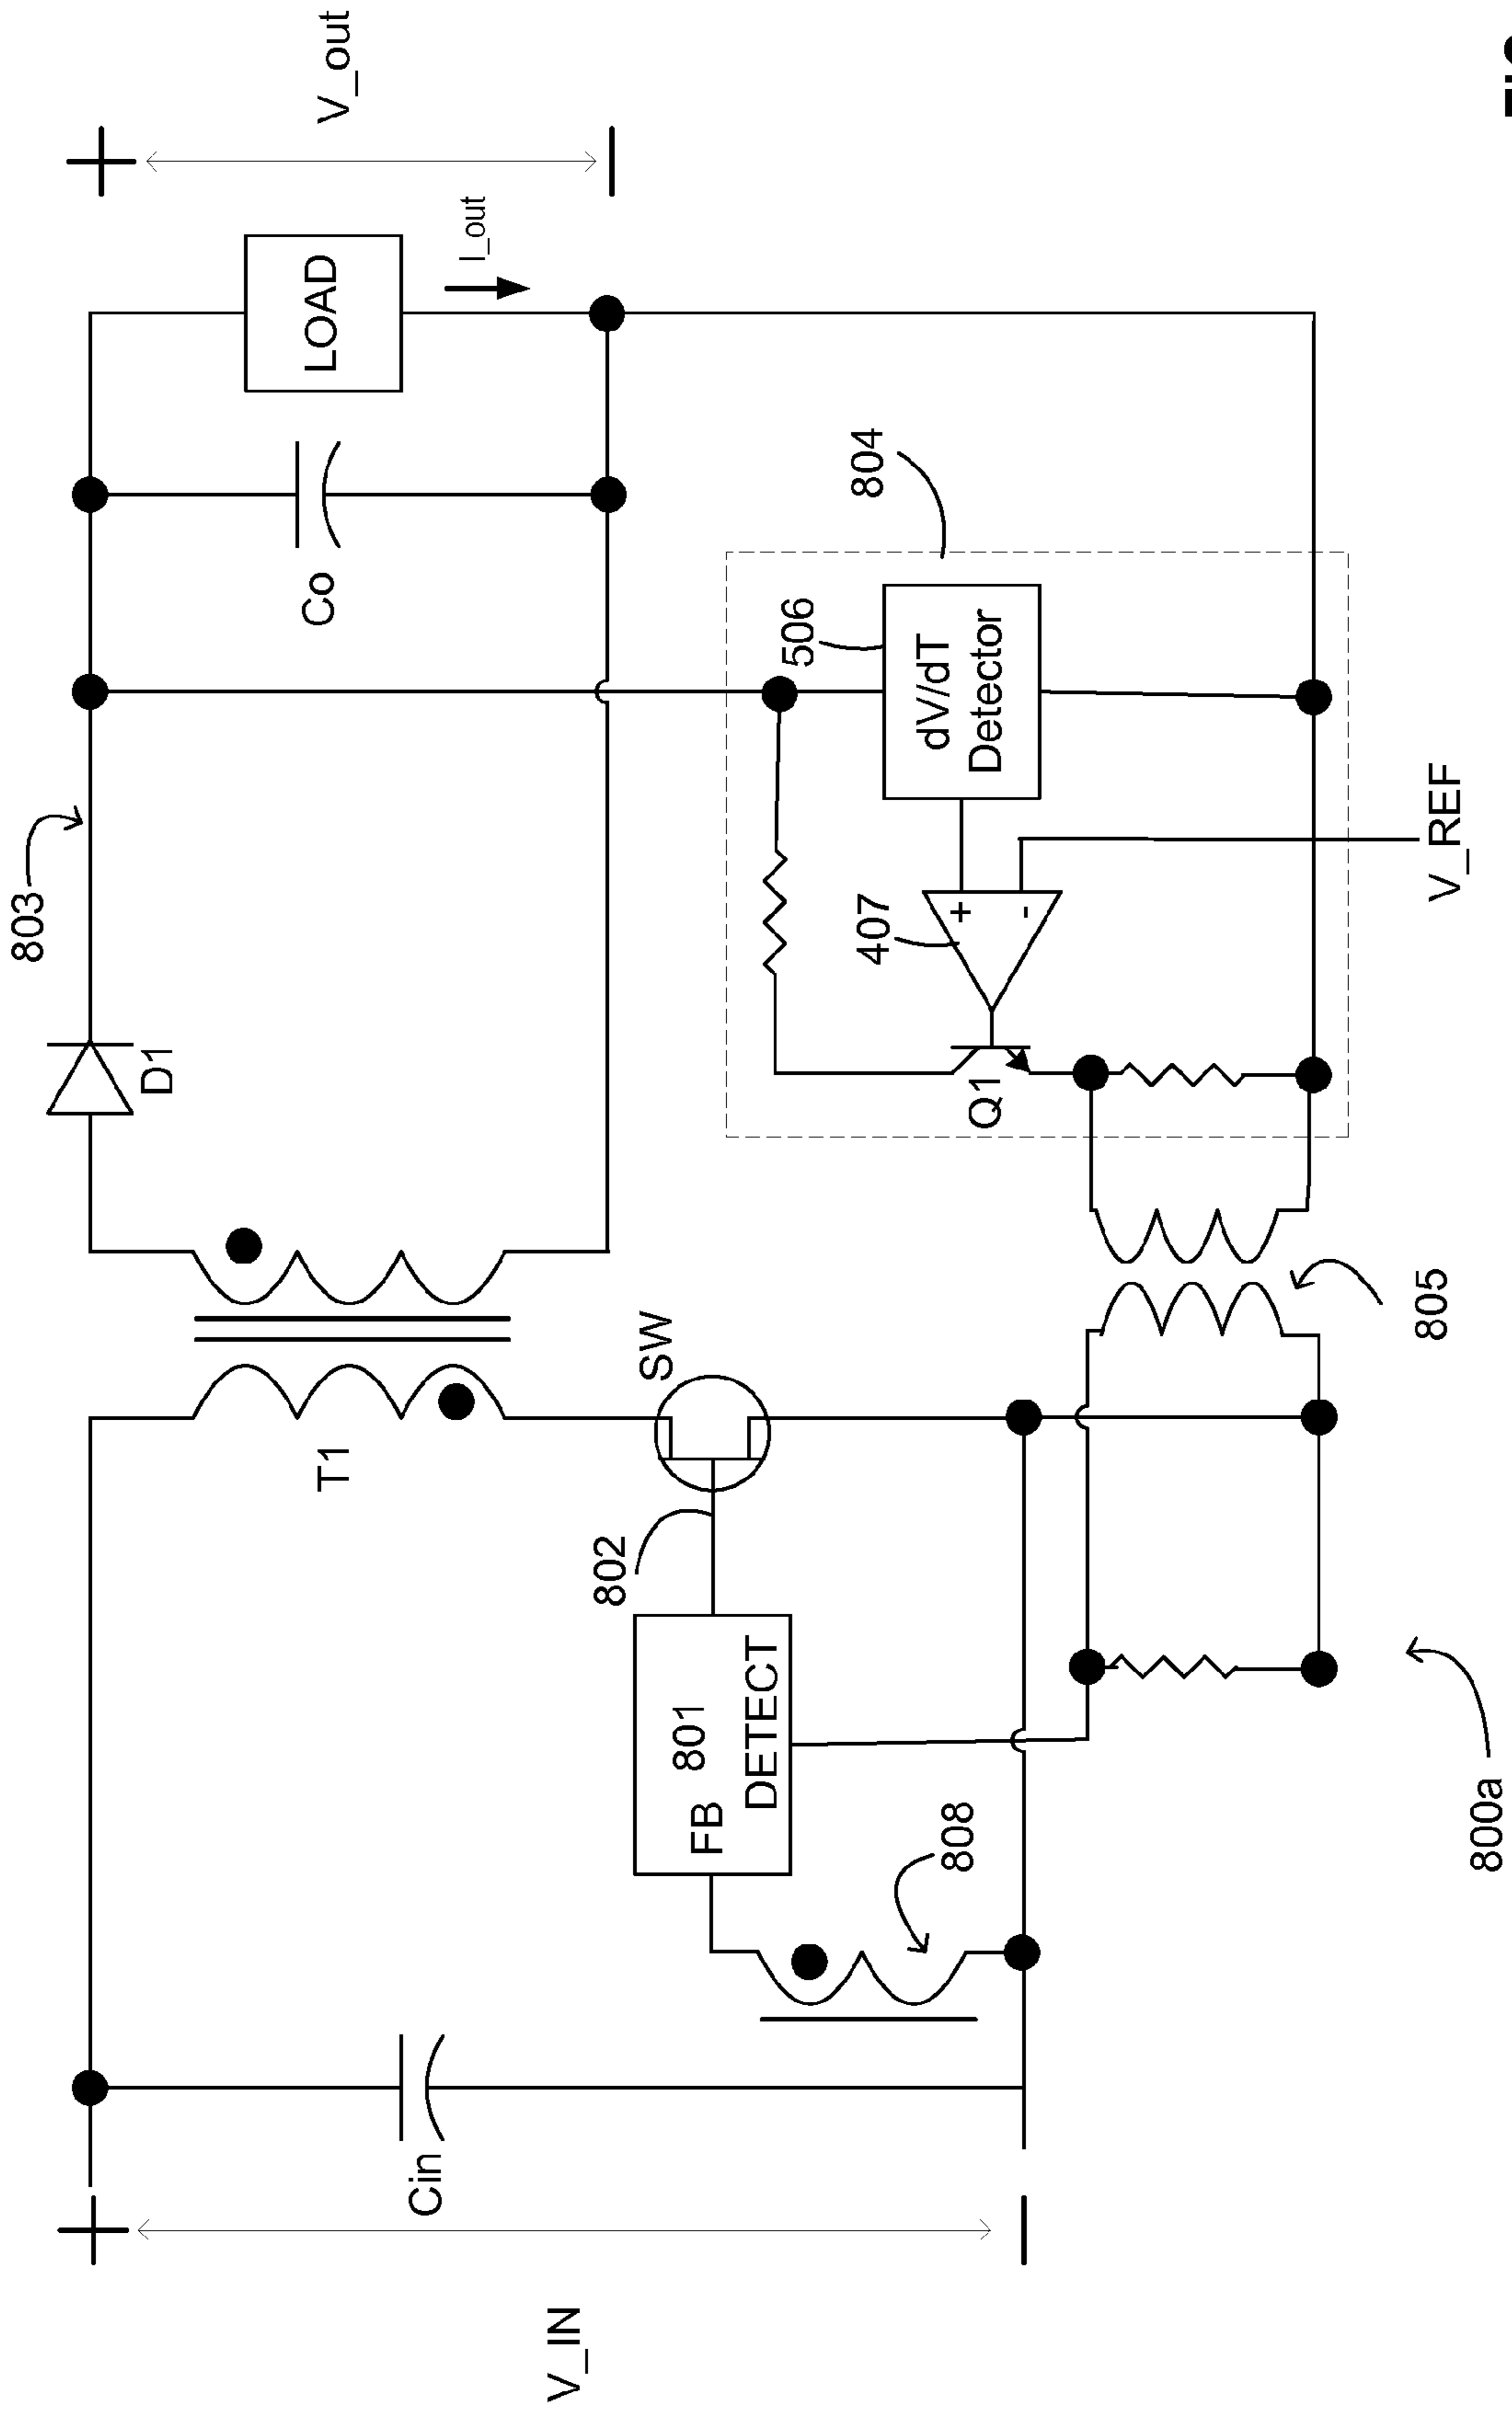 803
D1
Co
LOAD
I_out
V_out
T1
SW
802
801
FB
DETECT
808
Cin
V_IN
804
506
dV/dT
Detector
407
+
-
Q1
V_REF
805
800a